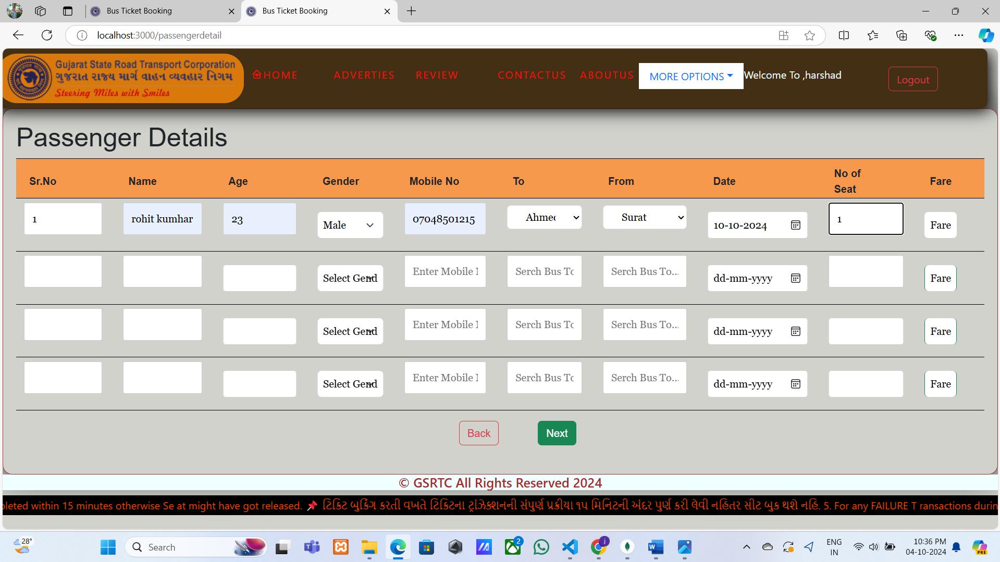 Bus Ticket Booking
Bus Ticket Booking
localhost:3000/passengerdetail
Gujarat State Road Transport Corporation
ગુજરાત રાજ્ય માર્ગ વાહન વ્યવહાર નિગમ
Steering Miles with Smiles
HOME
ADVERTIES
REVIEW
CONTACTUS
ABOUTUS
MORE OPTIONS
Welcome To ,harshad
Logout
Passenger Details
Sr.No Name Age Gender Mobile No To From Date No of Seat Fare
1 rohit kumhar 23 Male 07048501215 Ahmed Surat 10-10-2024 1 Fare
Select Gend Enter Mobile N Serch Bus To Serch Bus To... dd-mm-yyyy Fare
Select Gend Enter Mobile N Serch Bus To Serch Bus To... dd-mm-yyyy Fare
Select Gend Enter Mobile N Serch Bus To Serch Bus To... dd-mm-yyyy Fare
Back Next
© GSRTC All Rights Reserved 2024
pleted within 15 minutes otherwise Se at might have got released. 📌 ટિકિટ બુકિંગ કરતી વખતે ટિકિટના ટ્રાંઝેક્શનની સંપુર્ણ પ્રક્રીયા ૧૫ મિનિટની અંદર પુર્ણ કરી લેવી નહિતર સીટ બુક થશે નહિ. 5. For any FAILURE T ransactions durin
28°
Search
2
j
PRE
ENG
IN
10:36 PM
04-10-2024